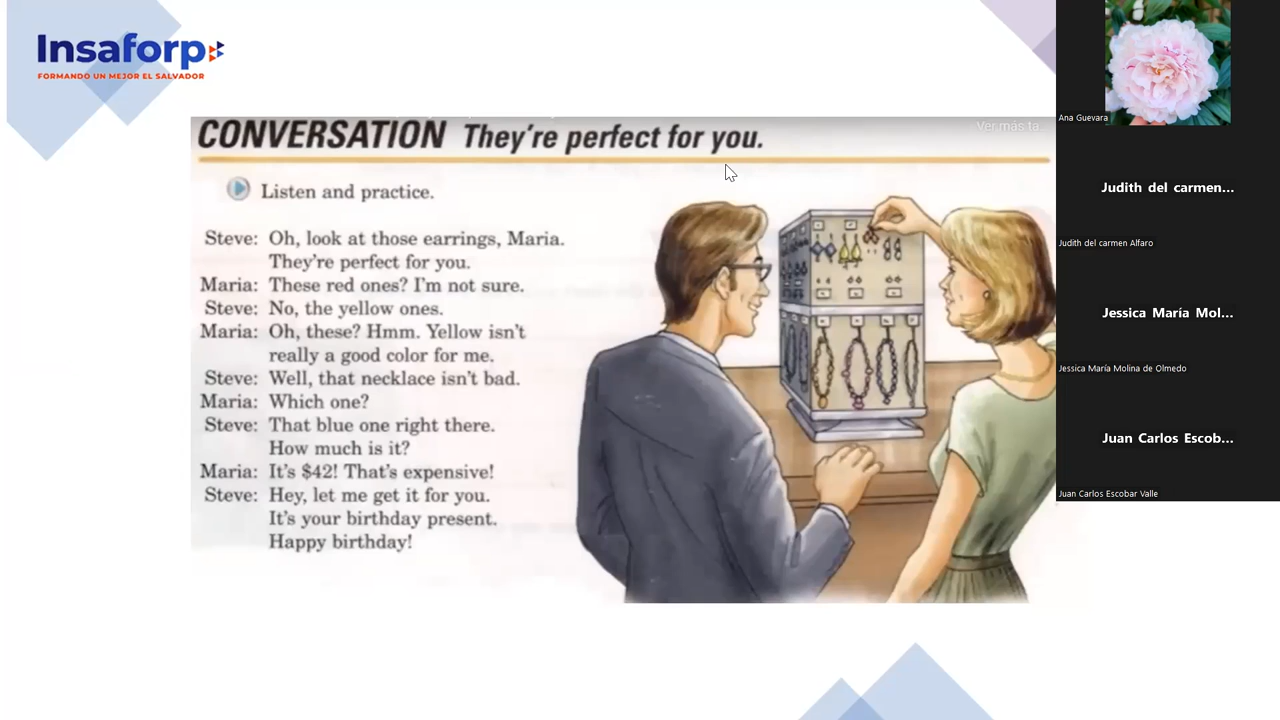 Insaforp
FORMANDO UN MEJOR EL SALVADOR
CONVERSATION They're perfect for you.
Ver más ta
Listen and practice.
Steve: Oh, look at those earrings, Maria.
They're perfect for you.
Maria: These red ones? I'm not sure.
Steve: No, the yellow ones.
Maria: Oh, these? Hmm. Yellow isn't
really a good color for me.
Steve: Well, that necklace isn't bad.
Maria: Which one?
Steve: That blue one right there.
How much is it?
Maria: It's $42! That's expensive!
Steve: Hey, let me get it for you.
It's your birthday present.
Happy birthday!
Ana Guevara
Judith del carmen...
Judith del carmen Alfaro
Jessica María Mol...
Jessica María Molina de Olmedo
Juan Carlos Escob...
Juan Carlos Escobar Valle